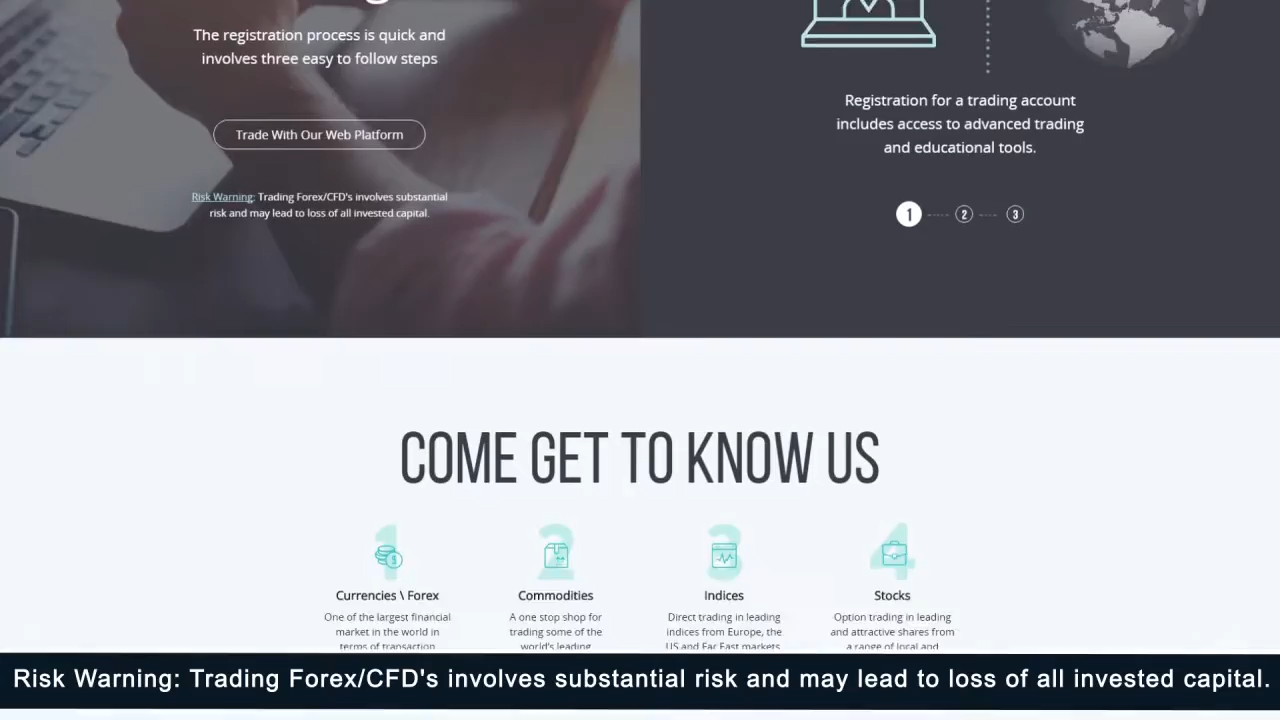 The registration process is quick and
involves three easy to follow steps
Trade With Our Web Platform
Risk Warning: Trading Forex/CFD's involves substantial
risk and may lead to loss of all invested capital.
Registration for a trading account
includes access to advanced trading
and educational tools.
1 2 3
COME GET TO KNOW US
1 2 3 4
Currencies \ Forex
One of the largest financial
market in the world in
terms of transaction
Commodities
A one stop shop for
trading some of the
world's leading
Indices
Direct trading in leading
indices from Europe, the
US and Far East markets
Stocks
Option trading in leading
and attractive shares from
a range of local and
Risk Warning: Trading Forex/CFD's involves substantial risk and may lead to loss of all invested capital.